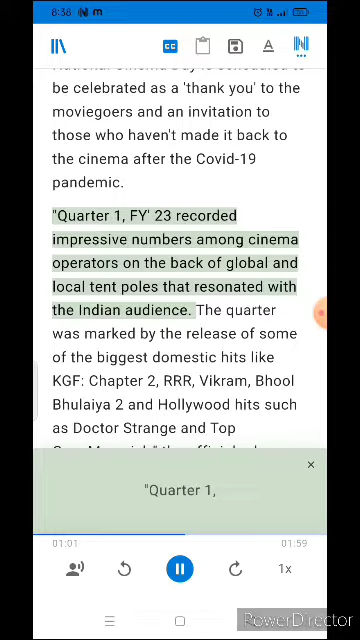 8:36 N m
CC A N
National Cinema Day is scheduled to
be celebrated as a 'thank you' to the
moviegoers and an invitation to
those who haven't made it back to
the cinema after the Covid-19
pandemic.
"Quarter 1, FY' 23 recorded
impressive numbers among cinema
operators on the back of global and
local tent poles that resonated with
the Indian audience. The quarter
was marked by the release of some
of the biggest domestic hits like
KGF: Chapter 2, RRR, Vikram, Bhool
Bhulaiya 2 and Hollywood hits such
as Doctor Strange and Top
"Quarter 1,
01:01 01:59
1x
PowerDirector